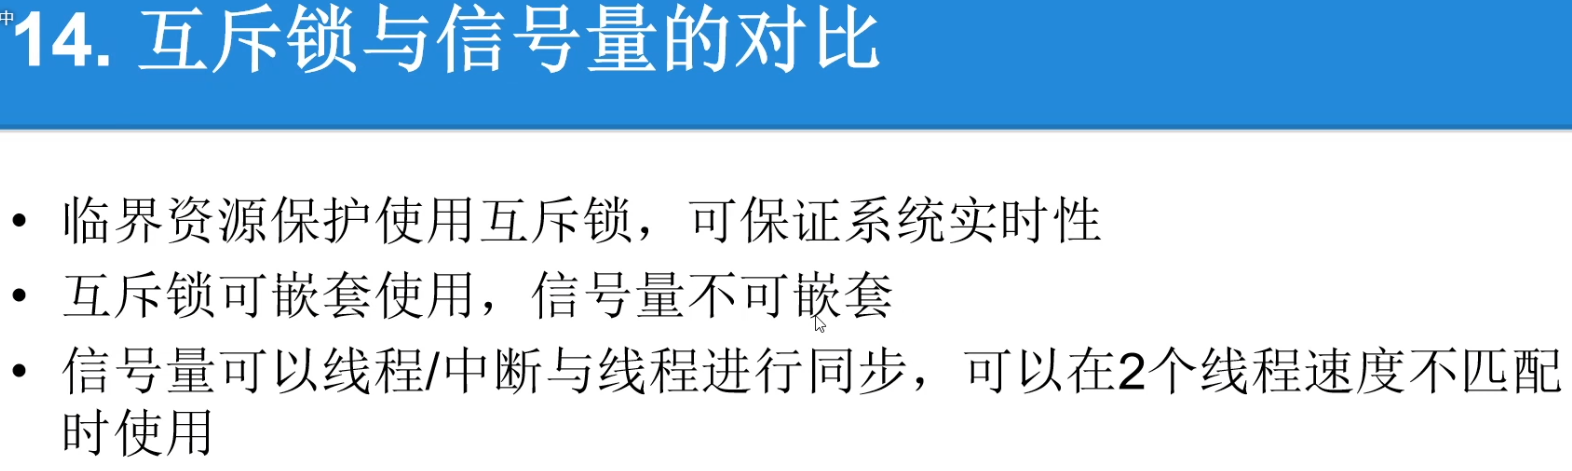 中
14. 互斥锁与信号量的对比
• 临界资源保护使用互斥锁，可保证系统实时性
• 互斥锁可嵌套使用，信号量不可嵌套
• 信号量可以线程/中断与线程进行同步，可以在2个线程速度不匹配
时使用